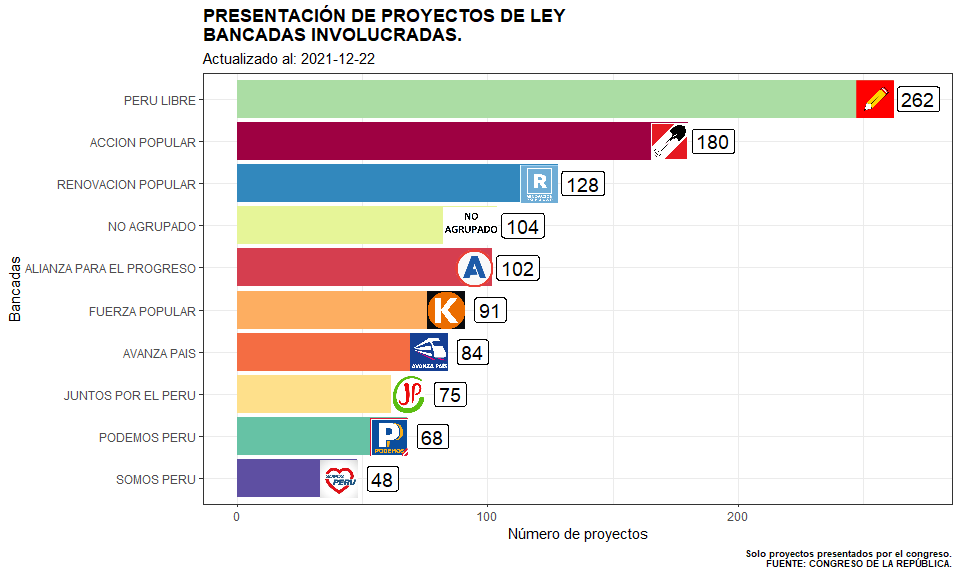 PRESENTACIÓN DE PROYECTOS DE LEY
BANCADAS INVOLUCRADAS.
Actualizado al: 2021-12-22
Bancadas
PERU LIBRE
262
ACCION POPULAR
180
RENOVACION POPULAR
R
128
NO AGRUPADO
NO
AGRUPADO
104
ALIANZA PARA EL PROGRESO
A
102
FUERZA POPULAR
K
91
AVANZA PAIS
AVANZA PAIS
84
JUNTOS POR EL PERU
JP
75
PODEMOS PERU
P
PODEMOS
68
SOMOS PERU
SOMOS
PERU
48
0
100
200
Número de proyectos
Solo proyectos presentados por el congreso.
FUENTE: CONGRESO DE LA REPÚBLICA.